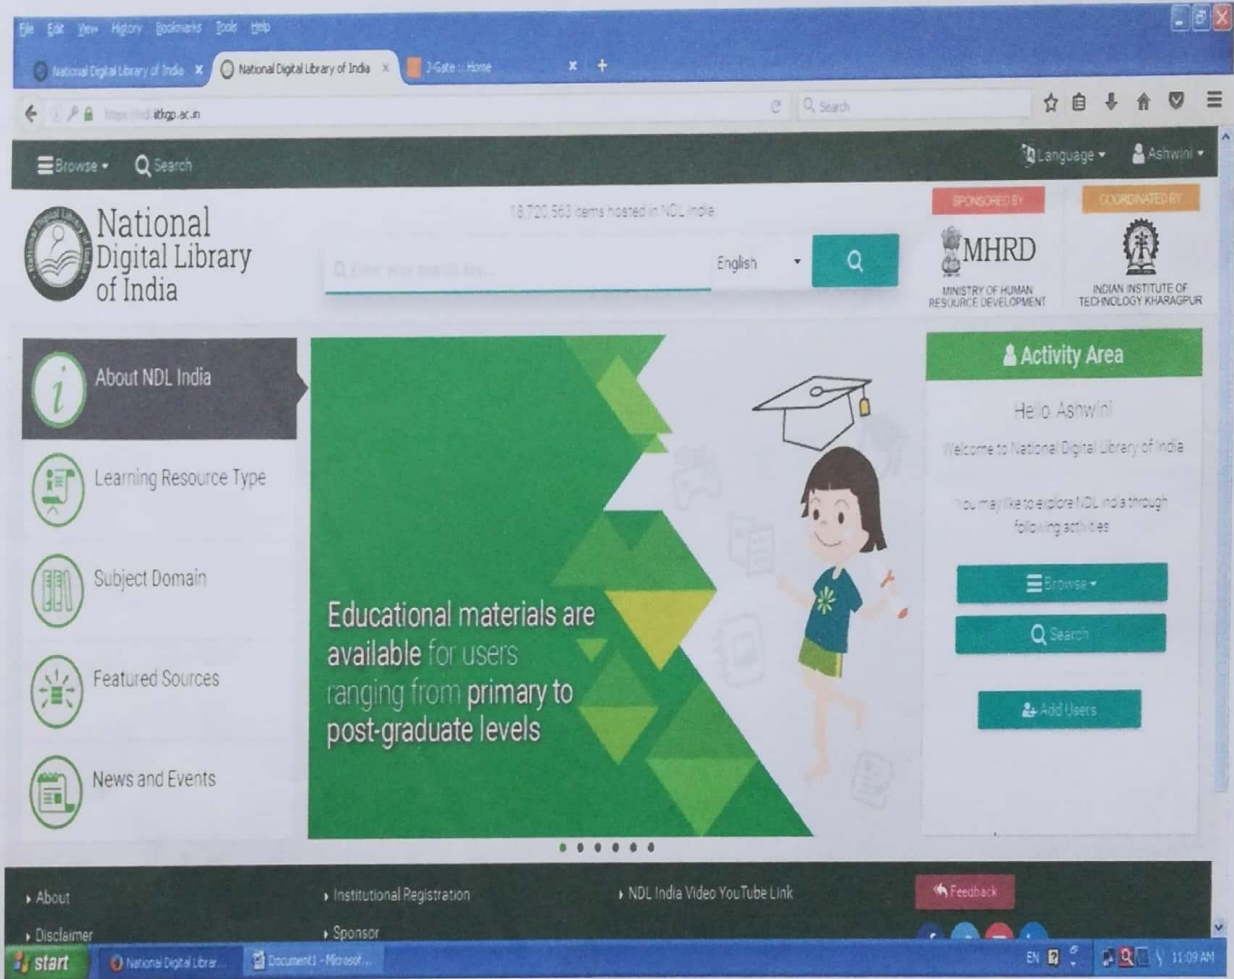 File Edit View History Bookmarks Tools Help
National Digital Library of India x National Digital Library of India x J-Gate :: Home x +
itkgp.ac.in Search
Browse Search Language Ashwini
National
Digital Library
of India
18,720,563 items hosted in NDL India
Enter your search key...
English
SPONSORED BY
MHRD
MINISTRY OF HUMAN
RESOURCE DEVELOPMENT
COORDINATED BY
INDIAN INSTITUTE OF
TECHNOLOGY KHARAGPUR
About NDL India
Learning Resource Type
Subject Domain
Featured Sources
News and Events
Educational materials are
available for users
ranging from primary to
post-graduate levels
Activity Area
Hello Ashwini
Welcome to National Digital Library of India
You may like to explore NDL India through
following activities
Browse
Search
Add Users
About
Disclaimer
Institutional Registration
Sponsor
NDL India Video YouTube Link
Feedback
start National Digital Librar... Document1 - Microsof... EN 11:09 AM